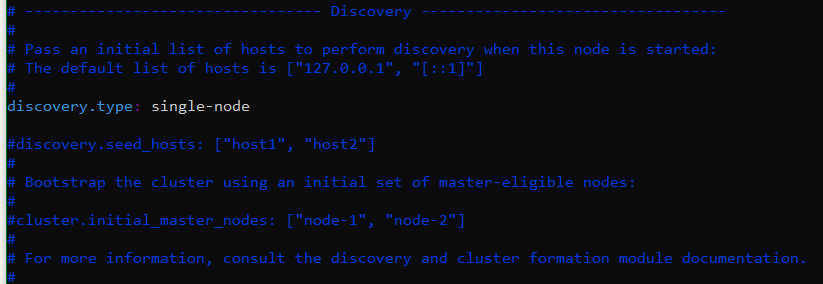 # --------------------------------- Discovery ----------------------------------
#
# Pass an initial list of hosts to perform discovery when this node is started:
# The default list of hosts is ["127.0.0.1", "[::1]"]
#
discovery.type: single-node
#discovery.seed_hosts: ["host1", "host2"]
#
# Bootstrap the cluster using an initial set of master-eligible nodes:
#
#cluster.initial_master_nodes: ["node-1", "node-2"]
#
# For more information, consult the discovery and cluster formation module documentation.
#